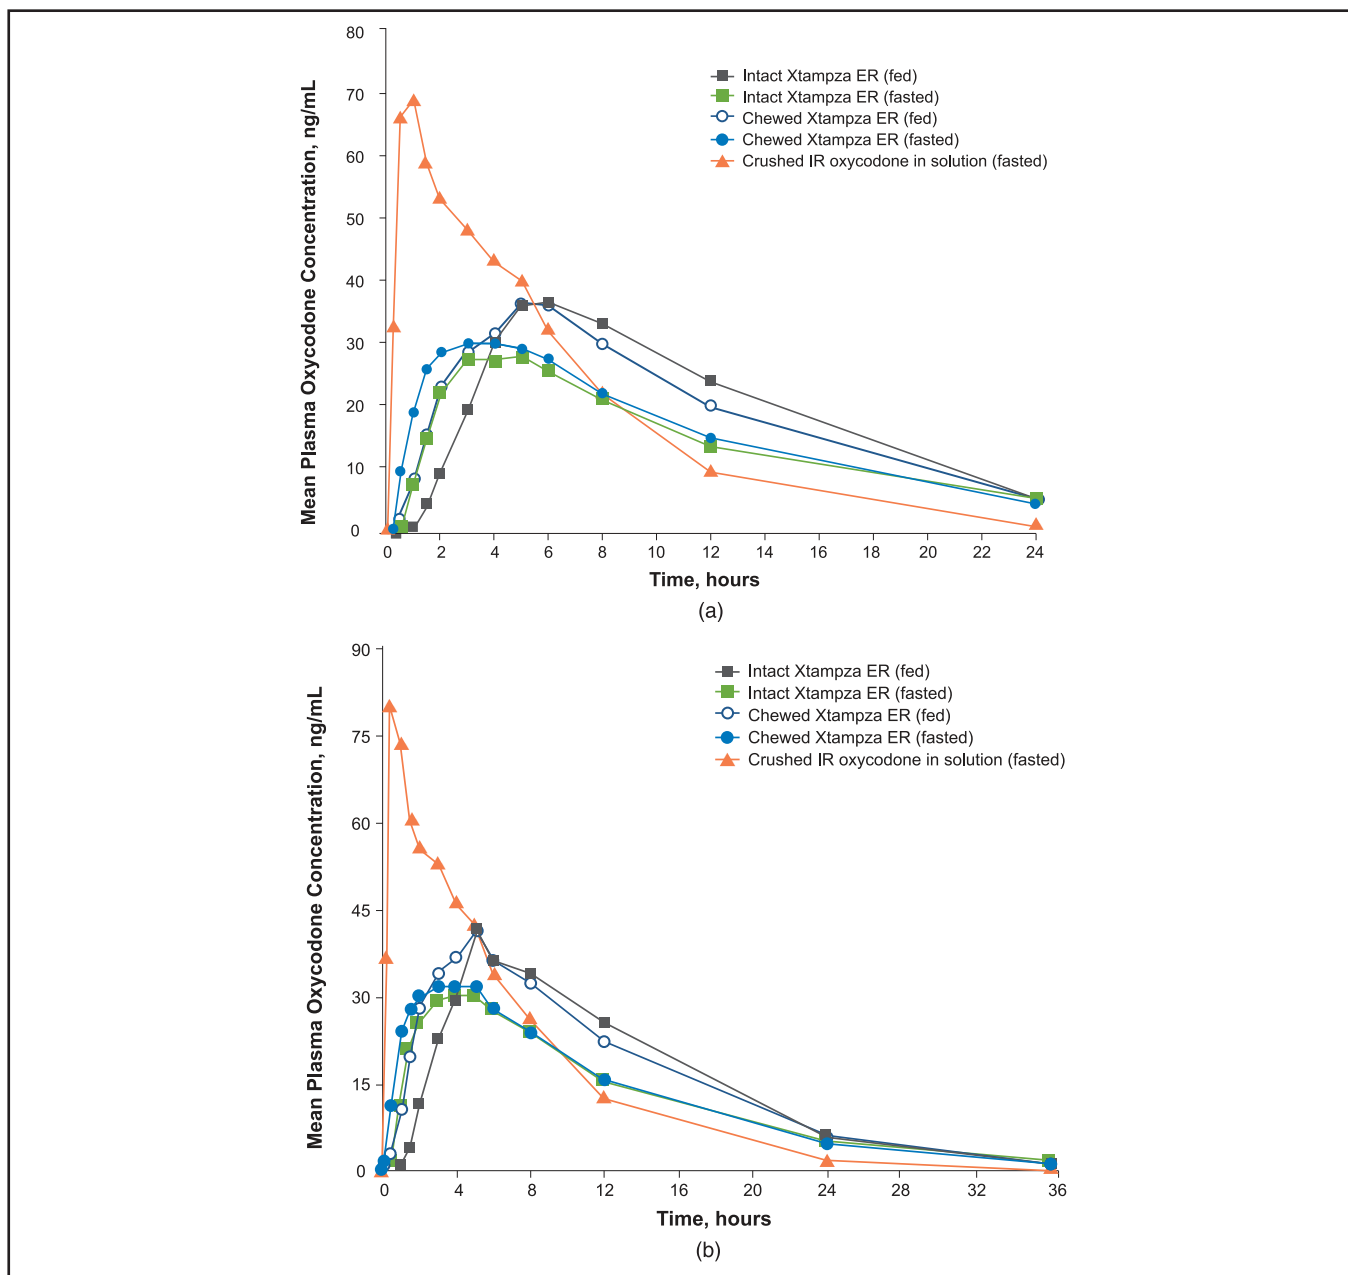 80
70
60
50
40
30
20
10
0
Mean Plasma Oxycodone Concentration, ng/mL
Intact Xtampza ER (fed)
Intact Xtampza ER (fasted)
Chewed Xtampza ER (fed)
Chewed Xtampza ER (fasted)
Crushed IR oxycodone in solution (fasted)
0 2 4 6 8 10 12 14 16 18 20 22 24
Time, hours
(a)
90
75
60
45
30
15
0
Mean Plasma Oxycodone Concentration, ng/mL
Intact Xtampza ER (fed)
Intact Xtampza ER (fasted)
Chewed Xtampza ER (fed)
Chewed Xtampza ER (fasted)
Crushed IR oxycodone in solution (fasted)
0 4 8 12 16 20 24 28 32 36
Time, hours
(b)